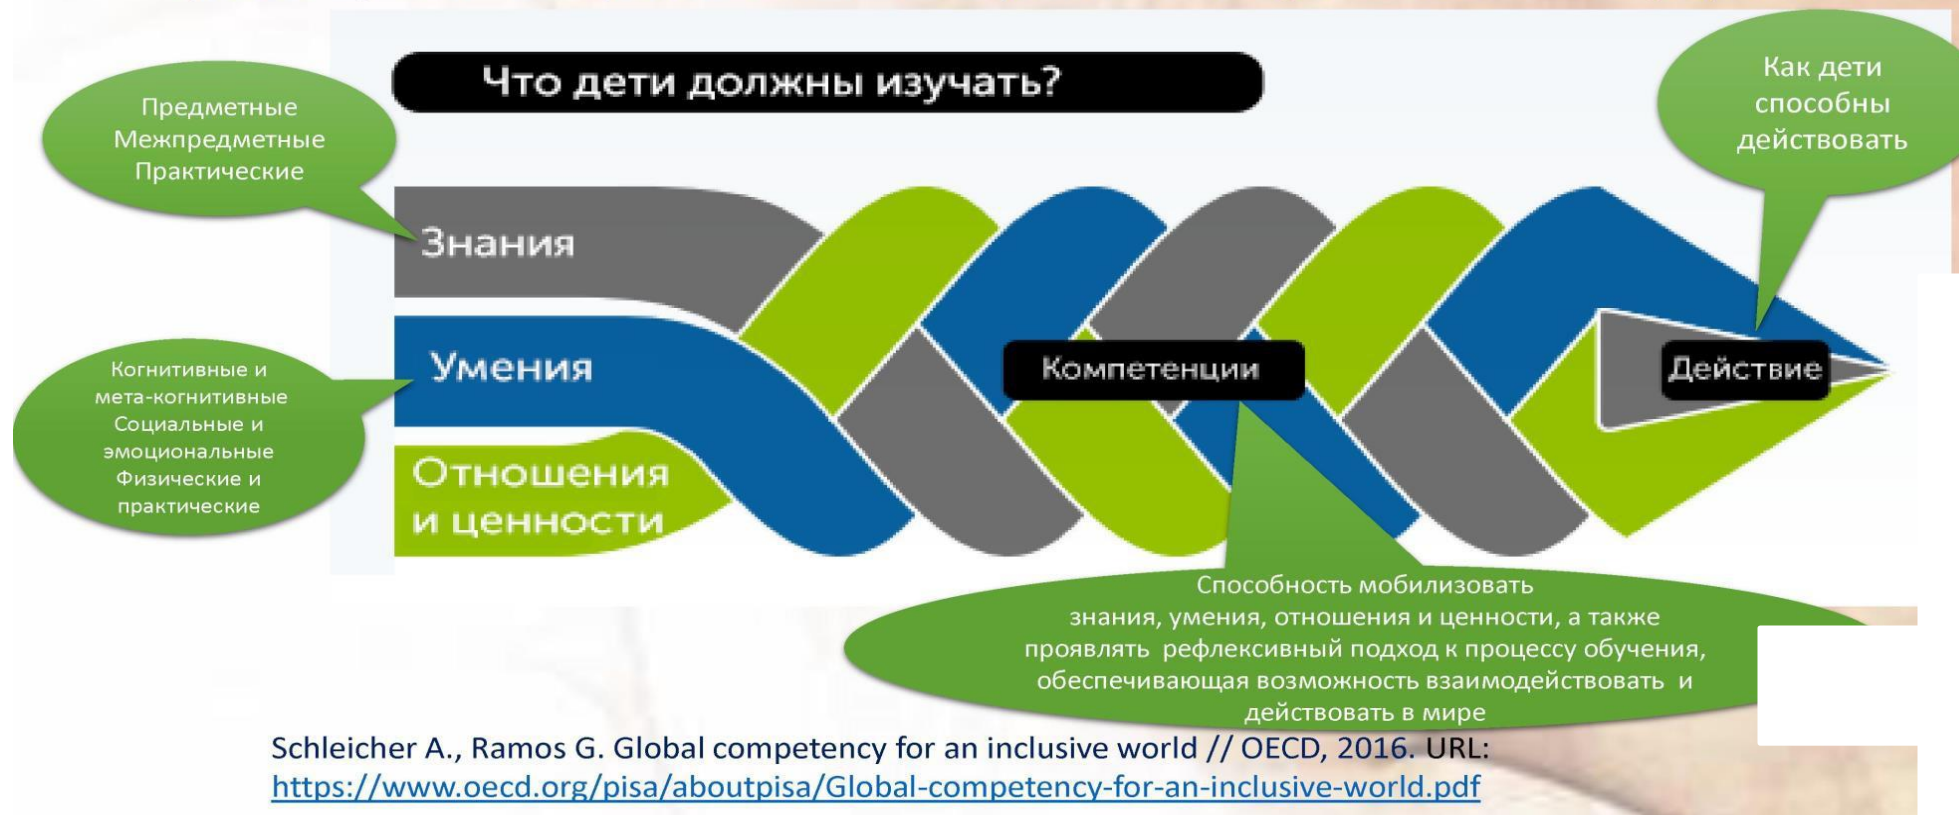 Что дети должны изучать?
Предметные
Межпредметные
Практические
Как дети
способны
действовать
Знания
Умения
Отношения
и ценности
Когнитивные и
мета-когнитивные
Социальные и
эмоциональные
Физические и
практические
Компетенции
Действие
Способность мобилизовать
знания, умения, отношения и ценности, а также
проявлять рефлексивный подход к процессу обучения,
обеспечивающая возможность взаимодействовать и
действовать в мире
Schleicher A., Ramos G. Global competency for an inclusive world // OECD, 2016. URL:
https://www.oecd.org/pisa/aboutpisa/Global-competency-for-an-inclusive-world.pdf